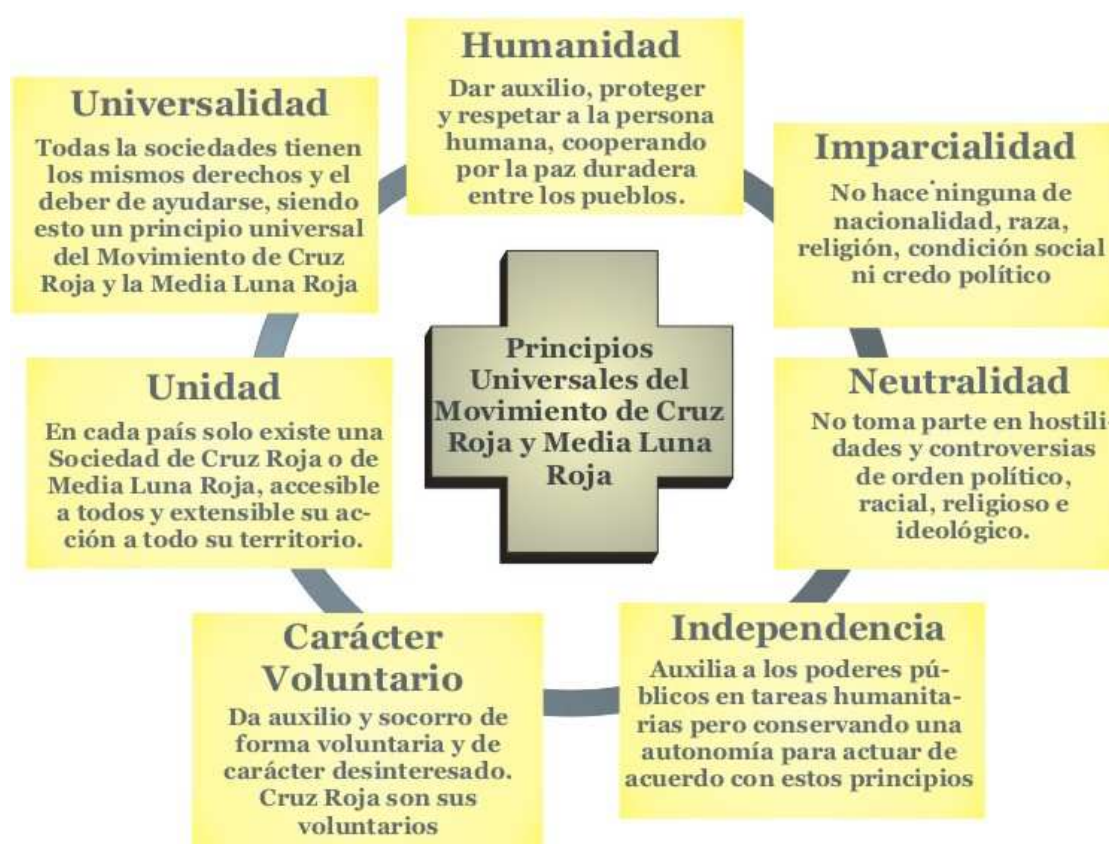 Humanidad
Dar auxilio, proteger
y respetar a la persona
humana, cooperando
por la paz duradera
entre los pueblos.
Imparcialidad
No hace ninguna de
nacionalidad, raza,
religión, condición social
ni credo político
Neutralidad
No toma parte en hostili-
dades y controversias
de orden político,
racial, religioso e
ideológico.
Independencia
Auxilia a los poderes pú-
blicos en tareas humanita-
rias pero conservando una
autonomía para actuar de
acuerdo con estos principios
Carácter
Voluntario
Da auxilio y socorro de
forma voluntaria y de
carácter desinteresado.
Cruz Roja son sus
voluntarios
Unidad
En cada país solo existe una
Sociedad de Cruz Roja o de
Media Luna Roja, accesible
a todos y extensible su ac-
ción a todo su territorio.
Universalidad
Todas la sociedades tienen
los mismos derechos y el
deber de ayudarse, siendo
esto un principio universal
del Movimiento de Cruz
Roja y la Media Luna Roja
Principios
Universales del
Movimiento de Cruz
Roja y Media Luna
Roja